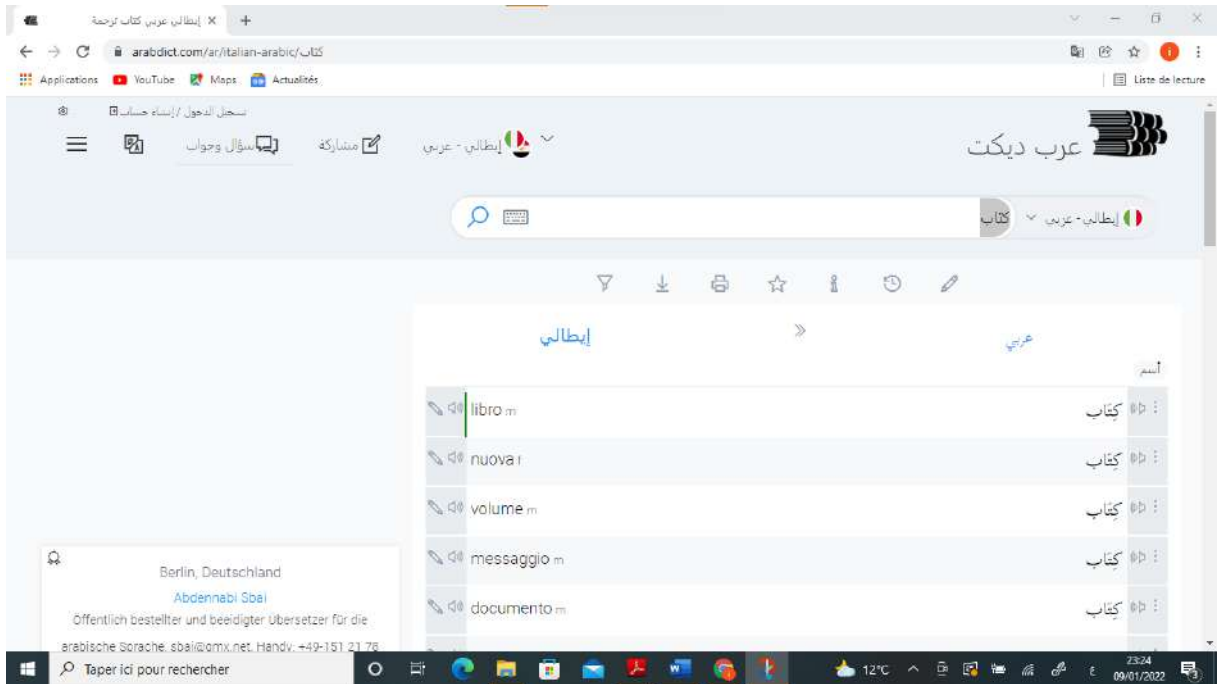 إيطالي عربي كتاب ترجمة
arabdict.com/ar/italian-arabic/كتاب
Applications YouTube Maps Actualités Liste de lecture
تسجيل الدخول / إنشاء حساب
عرب ديكت
إيطالي - عربي
مشاركة
سؤال وجواب
إيطالي - عربي
كتاب
عربي
إيطالي
أسم
libro m كِتَاب
nuova f كِتَاب
volume m كِتَاب
messaggio m كِتَاب
documento m كِتَاب
Berlin, Deutschland
Abdennabi Sbai
Öffentlich bestellter und beeidigter Übersetzer für die
arabische Sprache, sbai@gmx.net, Handy: +49-151 21 78
Taper ici pour rechercher
12°C
ع
23:24
09/01/2022